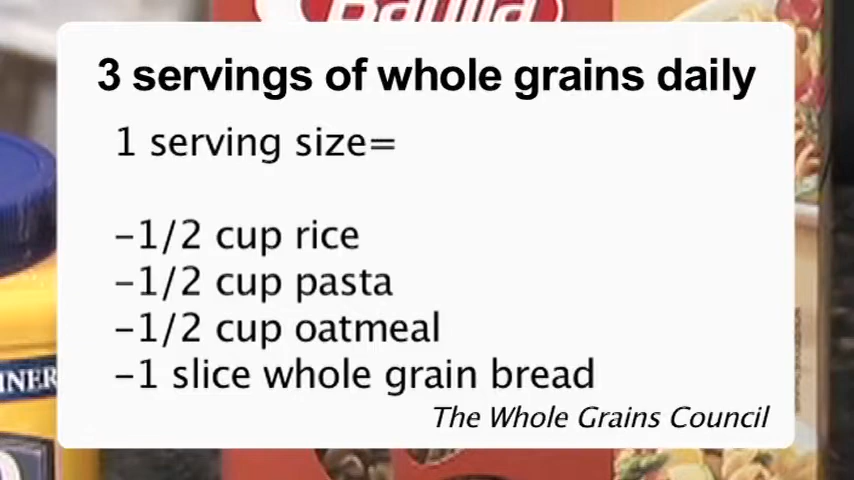 Barilla
3 servings of whole grains daily
1 serving size=
-1/2 cup rice
-1/2 cup pasta
-1/2 cup oatmeal
-1 slice whole grain bread
The Whole Grains Council